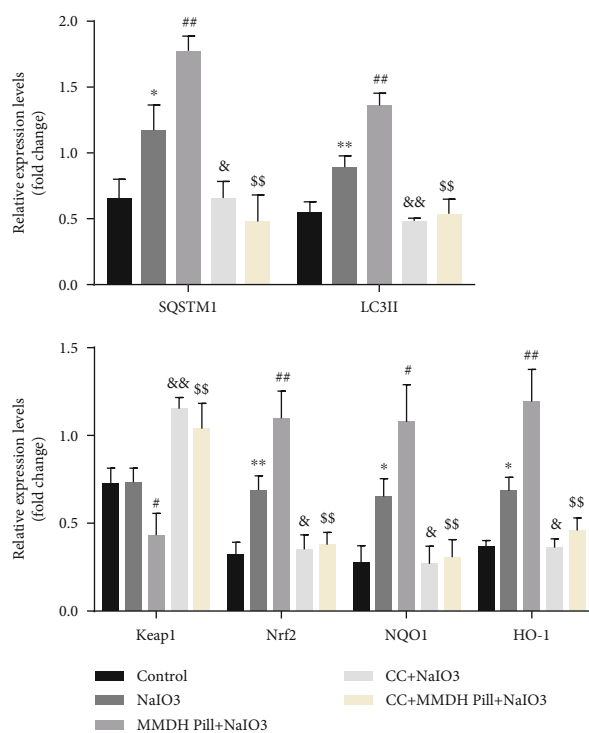 Relative expression levels
(fold change)
2.0
1.5
1.0
0.5
0.0
*
##
&
$$
**
##
&&
$$
SQSTM1
LC3II
Relative expression levels
(fold change)
1.5
1.0
0.5
0.0
#
&&
$$
**
##
&
$$
*
#
&
$$
*
##
&
$$
Keap1
Nrf2
NQO1
HO-1
Control
NaIO3
MMDH Pill+NaIO3
CC+NaIO3
CC+MMDH Pill+NaIO3